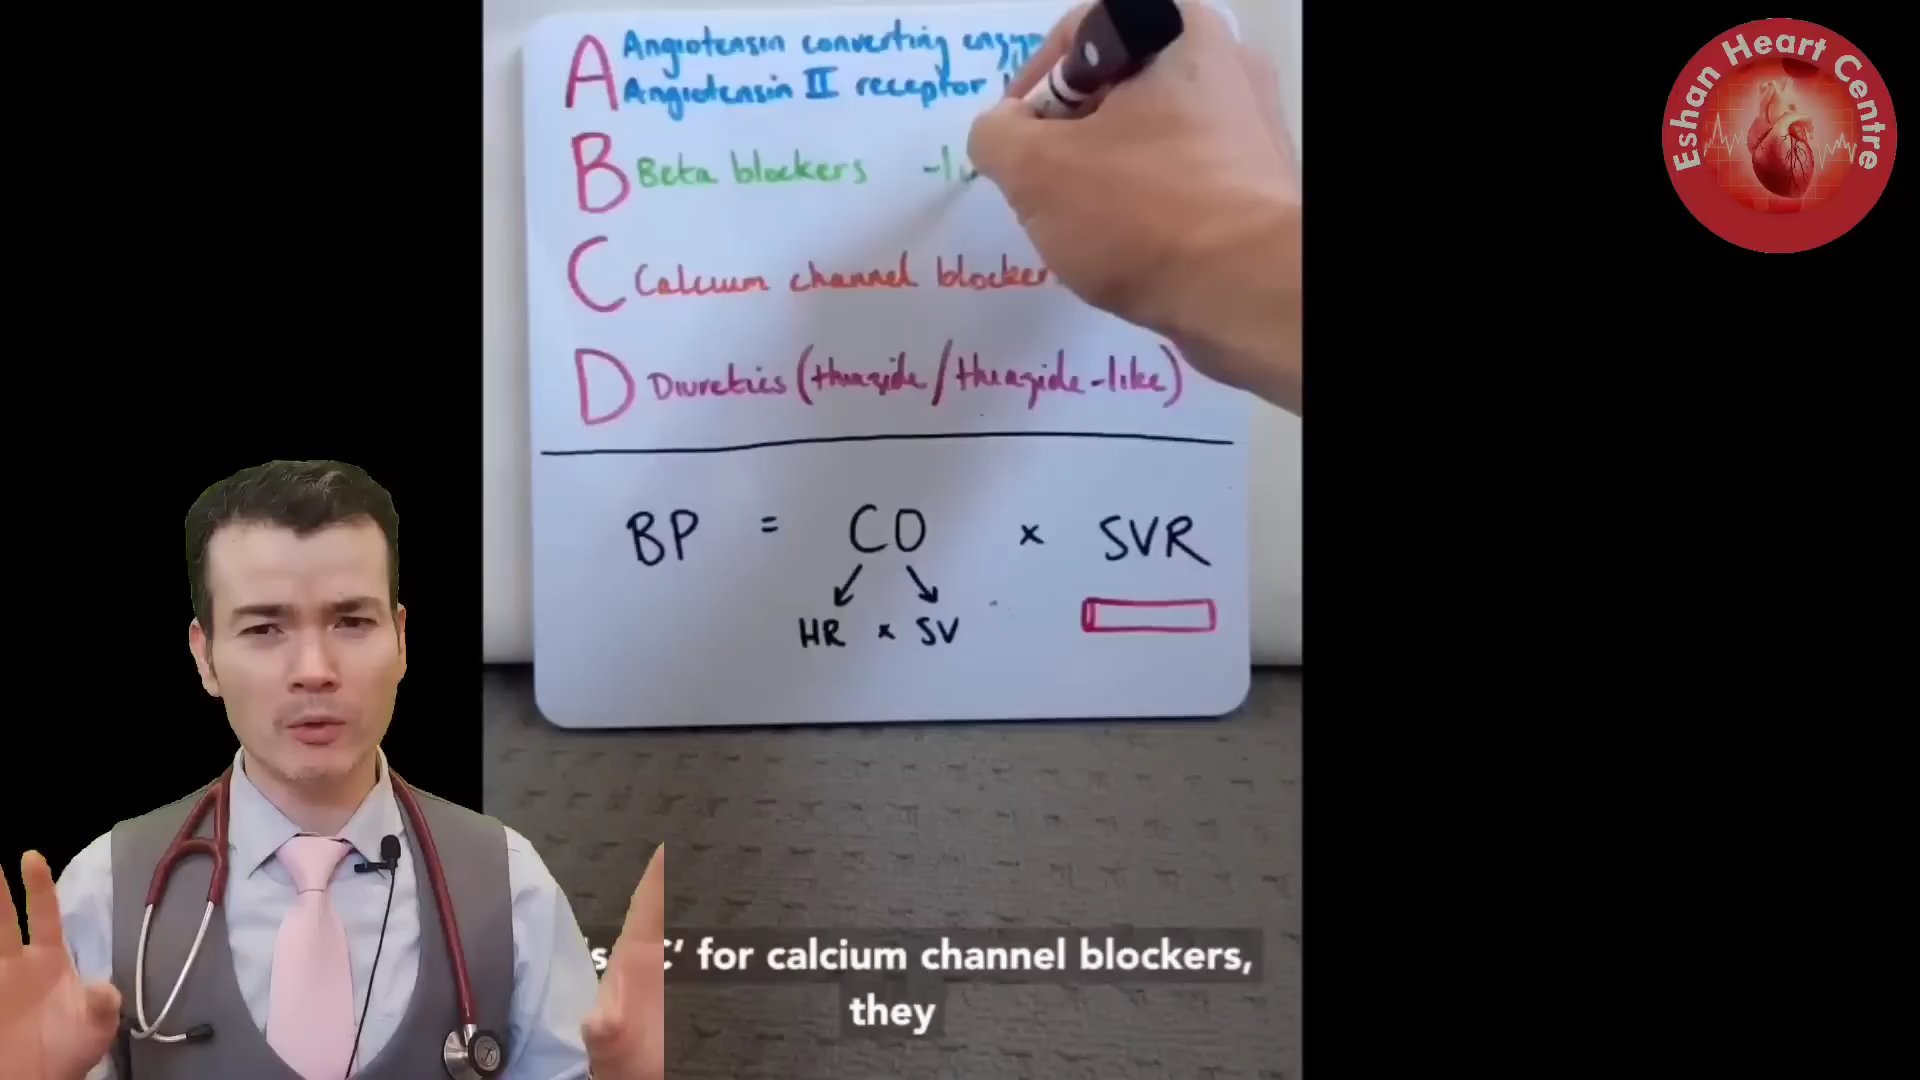 A Angiotensin converting enzy
Angiotensin II receptor
B Beta blockers
C Calcium channel blocker
D Diuretics (thiazide/thiazide-like)
BP = CO × SVR
HR × SV
C' for calcium channel blockers,
they
Eshan Heart Centre